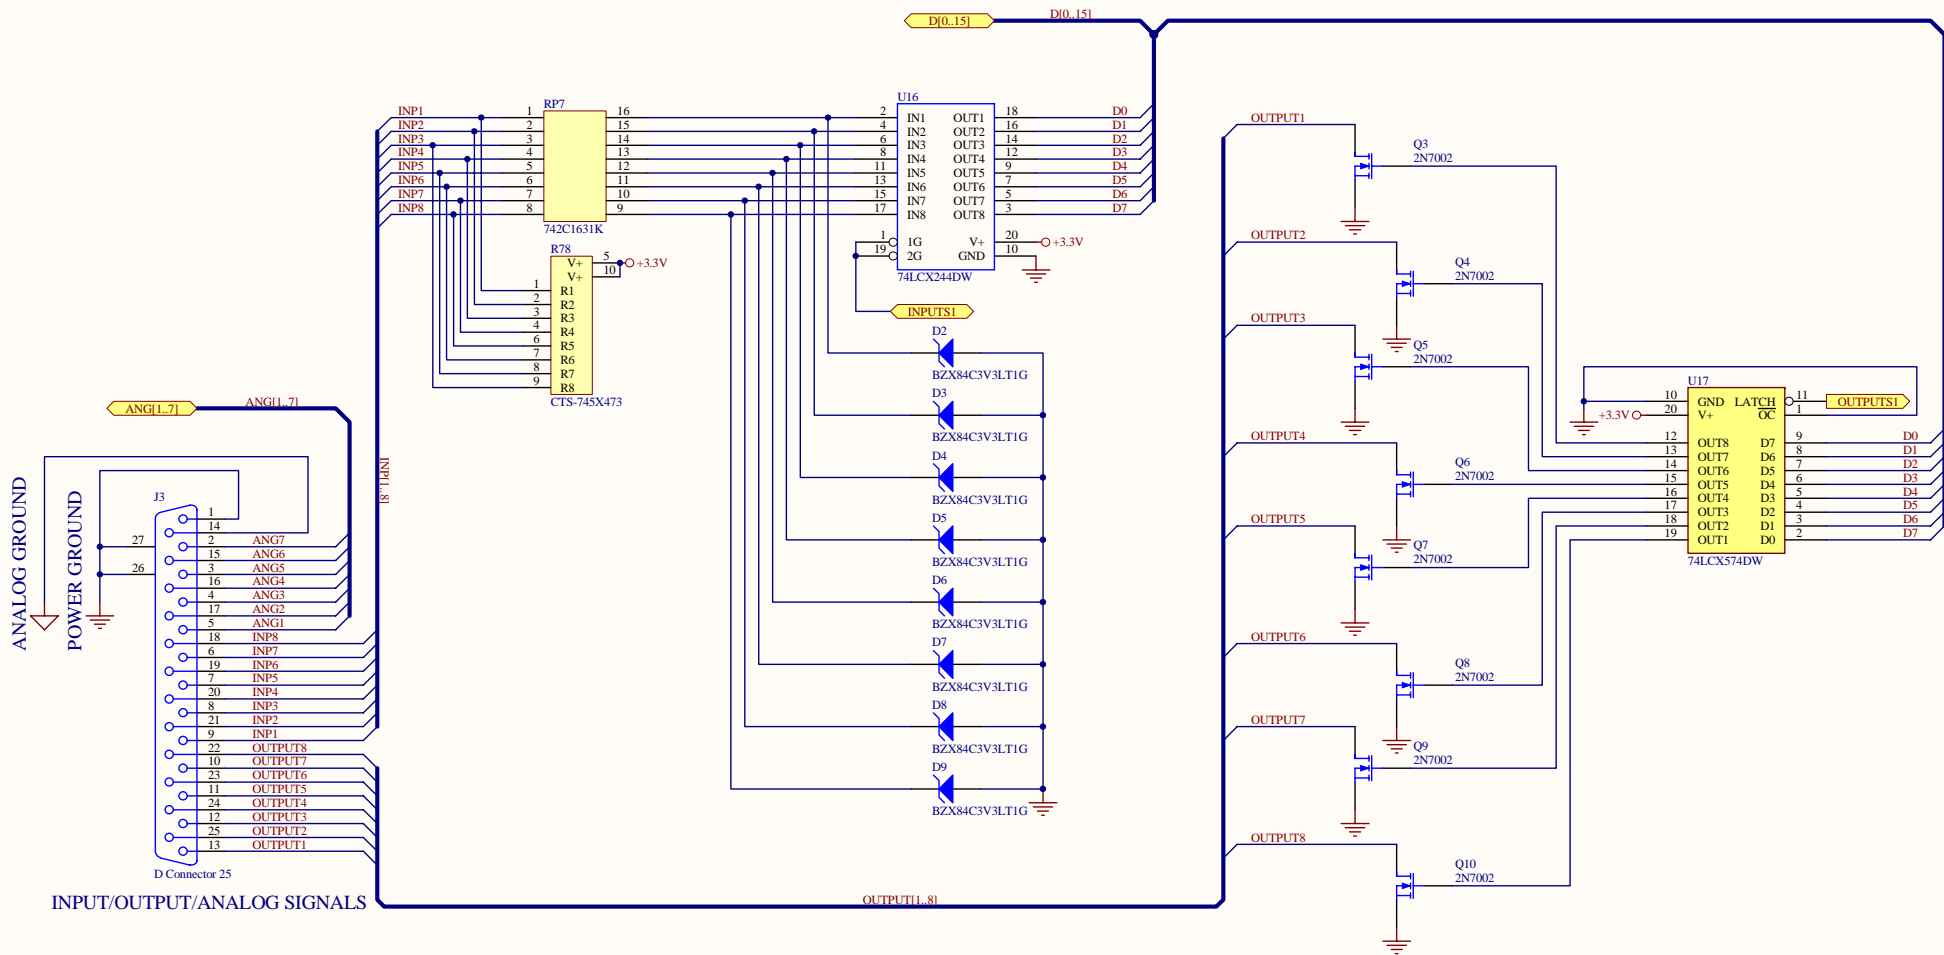 D[0..15]
D[0..15]
RP7
INP1 1 16
INP2 2 15
INP3 3 14
INP4 4 13
INP5 5 12
INP6 6 11
INP7 7 10
INP8 8 9
742C1631K
R78
V+ 5 +3.3V
V+ 10
1 R1
2 R2
3 R3
4 R4
6 R5
7 R6
8 R7
9 R8
CTS-745X473
U16
2 IN1 OUT1 18 D0
4 IN2 OUT2 16 D1
6 IN3 OUT3 14 D2
8 IN4 OUT4 12 D3
11 IN5 OUT5 9 D4
13 IN6 OUT6 7 D5
15 IN7 OUT7 5 D6
17 IN8 OUT8 3 D7
1 1G V+ 20 +3.3V
19 2G GND 10
74LCX244DW
INPUTS1
D2
BZX84C3V3LT1G
D3
BZX84C3V3LT1G
D4
BZX84C3V3LT1G
D5
BZX84C3V3LT1G
D6
BZX84C3V3LT1G
D7
BZX84C3V3LT1G
D8
BZX84C3V3LT1G
D9
BZX84C3V3LT1G
ANG[1..7]
ANG[1..7]
INP[1..8]
ANALOG GROUND
POWER GROUND
J3
27
26
1
14
2 ANG7
15 ANG6
3 ANG5
16 ANG4
4 ANG3
17 ANG2
5 ANG1
18 INP8
6 INP7
19 INP6
7 INP5
20 INP4
8 INP3
21 INP2
9 INP1
22 OUTPUT8
10 OUTPUT7
23 OUTPUT6
11 OUTPUT5
24 OUTPUT4
12 OUTPUT3
25 OUTPUT2
13 OUTPUT1
D Connector 25
INPUT/OUTPUT/ANALOG SIGNALS
OUTPUT[1..8]
OUTPUT1
Q3
2N7002
OUTPUT2
Q4
2N7002
OUTPUT3
Q5
2N7002
OUTPUT4
Q6
2N7002
OUTPUT5
Q7
2N7002
OUTPUT6
Q8
2N7002
OUTPUT7
Q9
2N7002
OUTPUT8
Q10
2N7002
U17
10 GND LATCH 11 OUTPUTS1
+3.3V 20 V+ OC 1
12 OUT8 D7 9 D0
13 OUT7 D6 8 D1
14 OUT6 D5 7 D2
15 OUT5 D4 6 D3
16 OUT4 D3 5 D4
17 OUT3 D2 4 D5
18 OUT2 D1 3 D6
19 OUT1 D0 2 D7
74LCX574DW